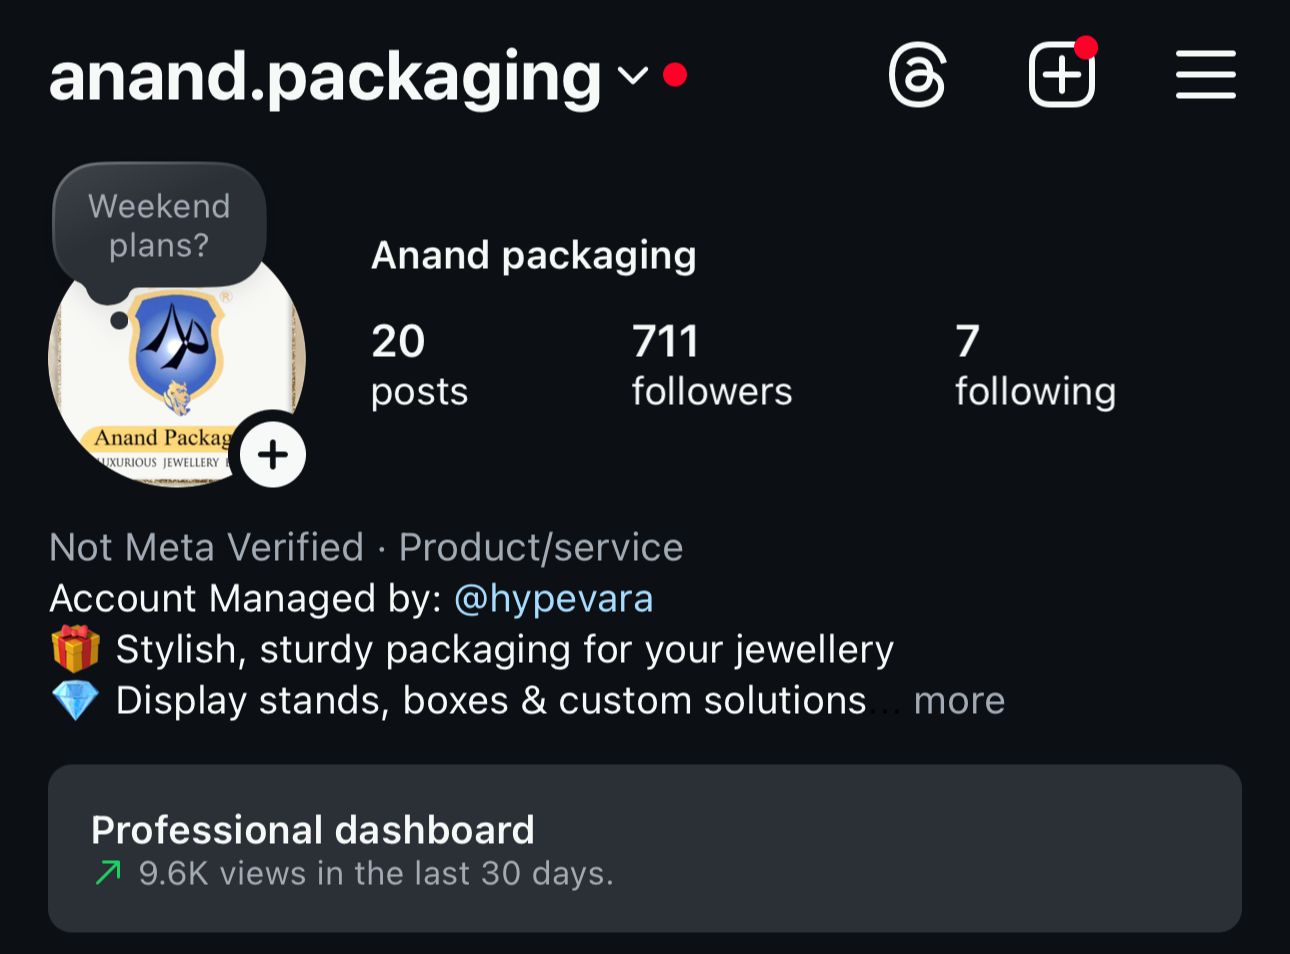 anand.packaging
Weekend
plans?
Anand packaging
20
posts
711
followers
7
following
®
Anand Packag
UXURIOUS JEWELLERY
Not Meta Verified · Product/service
Account Managed by: @hypevara
🎁 Stylish, sturdy packaging for your jewellery
💎 Display stands, boxes & custom solutions... more
Professional dashboard
9.6K views in the last 30 days.